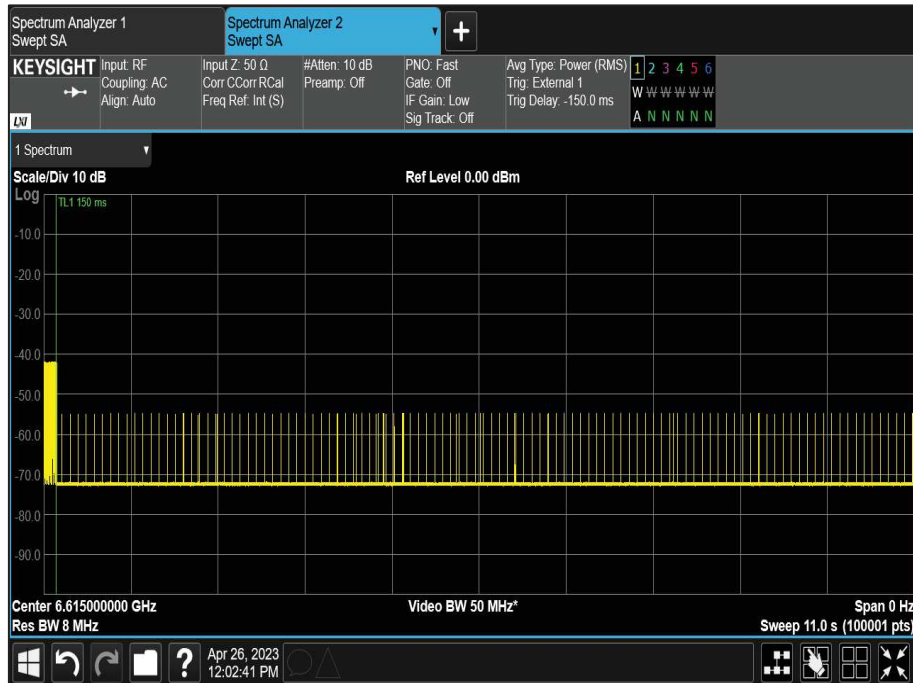 Spectrum Analyzer 1
Swept SA
Spectrum Analyzer 2
Swept SA
+
KEYSIGHT
LXI
Input: RF
Coupling: AC
Align: Auto
Input Z: 50 Ω
Corr CCorr RCal
Freq Ref: Int (S)
#Atten: 10 dB
Preamp: Off
PNO: Fast
Gate: Off
IF Gain: Low
Sig Track: Off
Avg Type: Power (RMS)
Trig: External 1
Trig Delay: -150.0 ms
1 2 3 4 5 6
W W W W W W
A N N N N N
1 Spectrum
Scale/Div 10 dB
Ref Level 0.00 dBm
Log
TL1 150 ms
-10.0
-20.0
-30.0
-40.0
-50.0
-60.0
-70.0
-80.0
-90.0
Center 6.615000000 GHz
Video BW 50 MHz*
Span 0 Hz
Res BW 8 MHz
Sweep 11.0 s (100001 pts)
?
Apr 26, 2023
12:02:41 PM